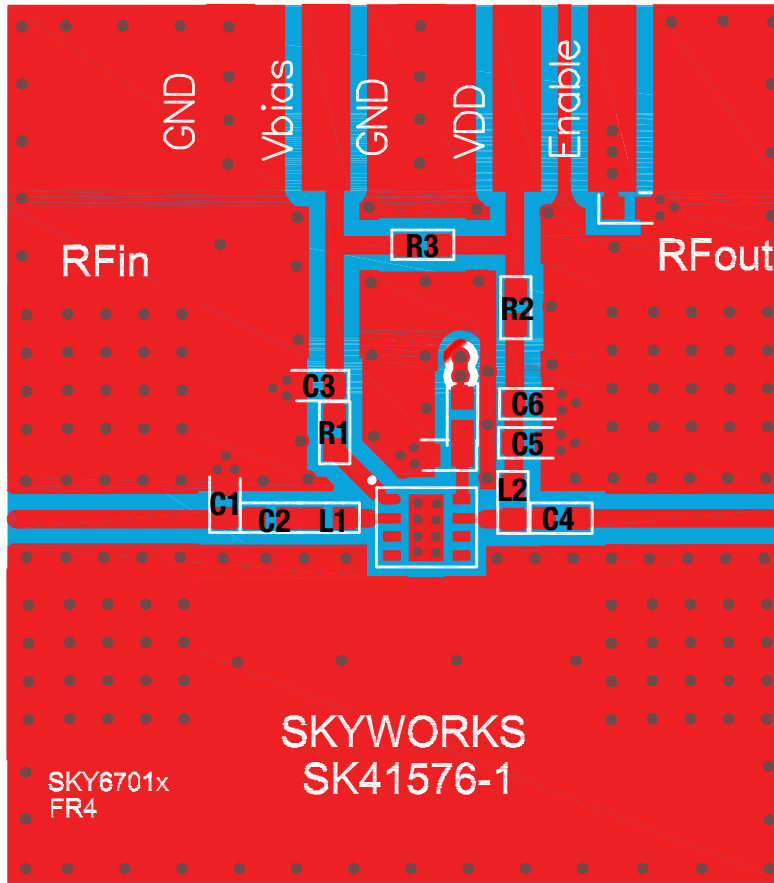 GND
Vbias
GND
VDD
Enable
RFin
R3
RFout
R2
C3
C6
R1
C5
C1
C2
L1
L2
C4
SKYWORKS
SK41576-1
SKY6701x
FR4